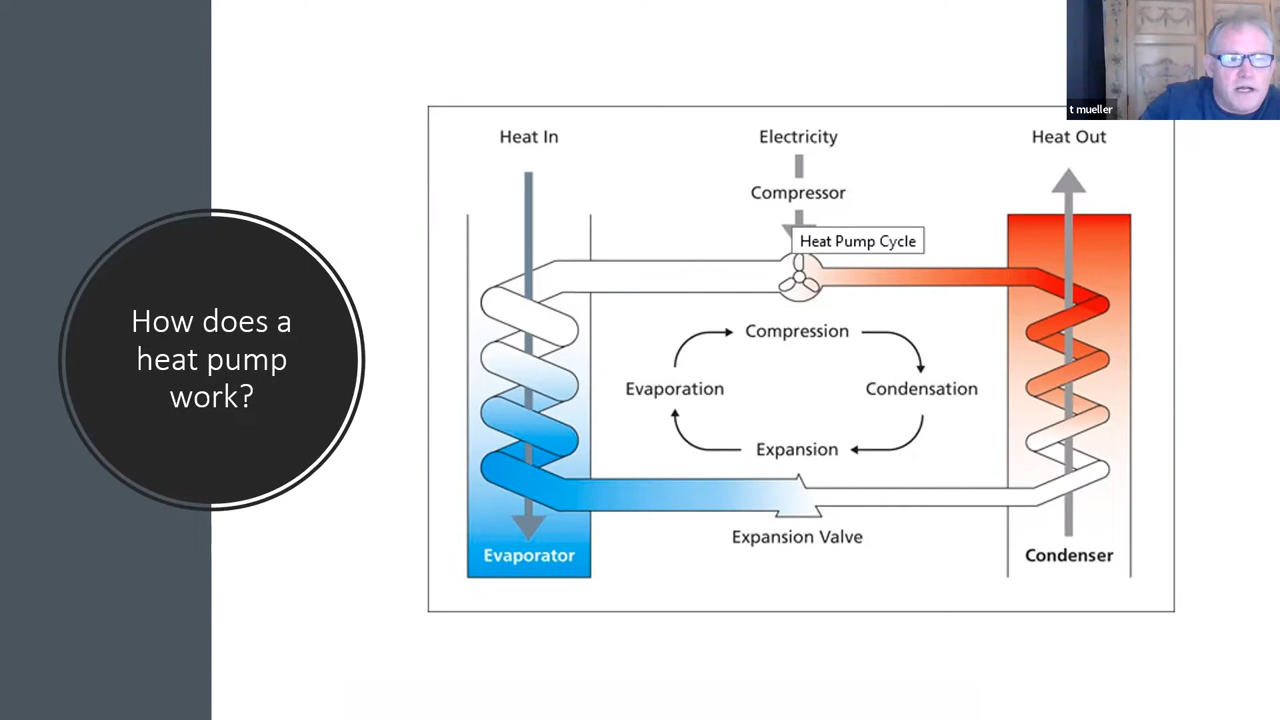 t mueller
How does a
heat pump
work?
Heat In
Electricity
Heat Out
Compressor
Heat Pump Cycle
Compression
Evaporation
Condensation
Expansion
Expansion Valve
Evaporator
Condenser